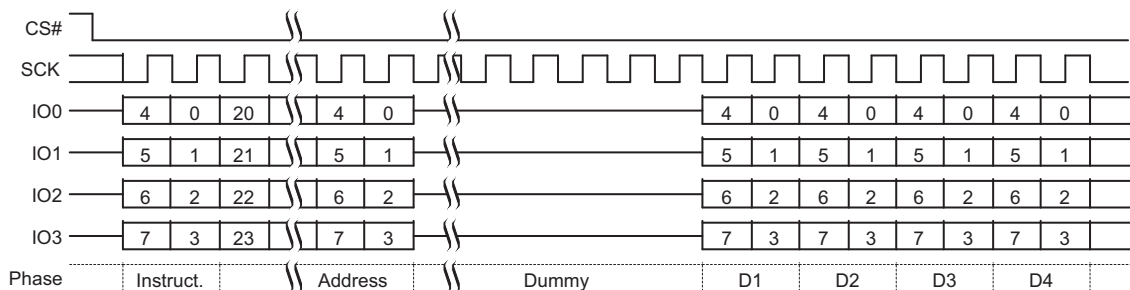 CS#
SCK
IO0 4 0 20 4 0 4 0 4 0 4 0 4 0
IO1 5 1 21 5 1 5 1 5 1 5 1 5 1
IO2 6 2 22 6 2 6 2 6 2 6 2 6 2
IO3 7 3 23 7 3 7 3 7 3 7 3 7 3
Phase Instruct. Address Dummy D1 D2 D3 D4